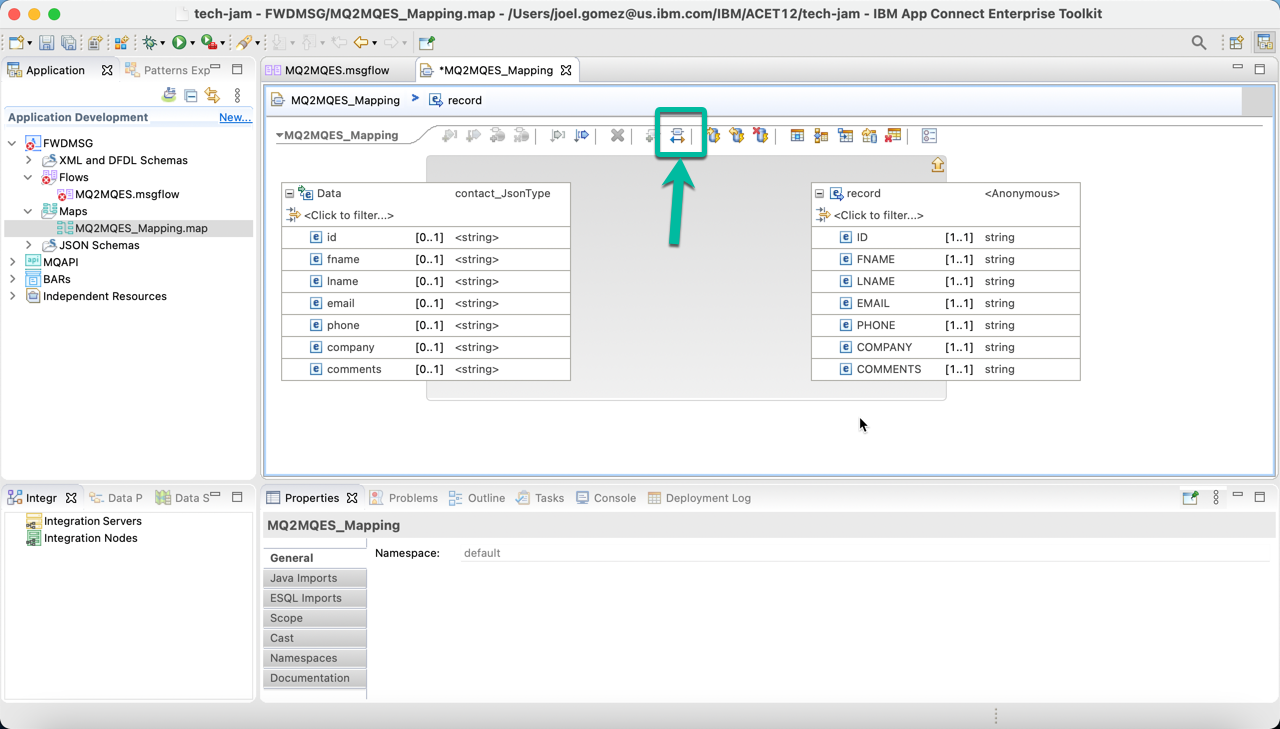 tech-jam - FWDMSG/MQ2MQES_Mapping.map - /Users/joel.gomez@us.ibm.com/IBM/ACET12/tech-jam - IBM App Connect Enterprise Toolkit
Application
Patterns Exp
MQ2MQES.msgflow
*MQ2MQES_Mapping
Application Development
New...
FWDMSG
XML and DFDL Schemas
Flows
MQ2MQES.msgflow
Maps
MQ2MQES_Mapping.map
JSON Schemas
api
MQAPI
BARs
Independent Resources
MQ2MQES_Mapping > record
MQ2MQES_Mapping
Data contact_JsonType
<Click to filter...>
id [0..1] <string>
fname [0..1] <string>
lname [0..1] <string>
email [0..1] <string>
phone [0..1] <string>
company [0..1] <string>
comments [0..1] <string>
record <Anonymous>
<Click to filter...>
ID [1..1] string
FNAME [1..1] string
LNAME [1..1] string
EMAIL [1..1] string
PHONE [1..1] string
COMPANY [1..1] string
COMMENTS [1..1] string
Integr
Data P
Data S
Integration Servers
Integration Nodes
Properties
Problems
Outline
Tasks
Console
Deployment Log
MQ2MQES_Mapping
General
Java Imports
ESQL Imports
Scope
Cast
Namespaces
Documentation
Namespace: default